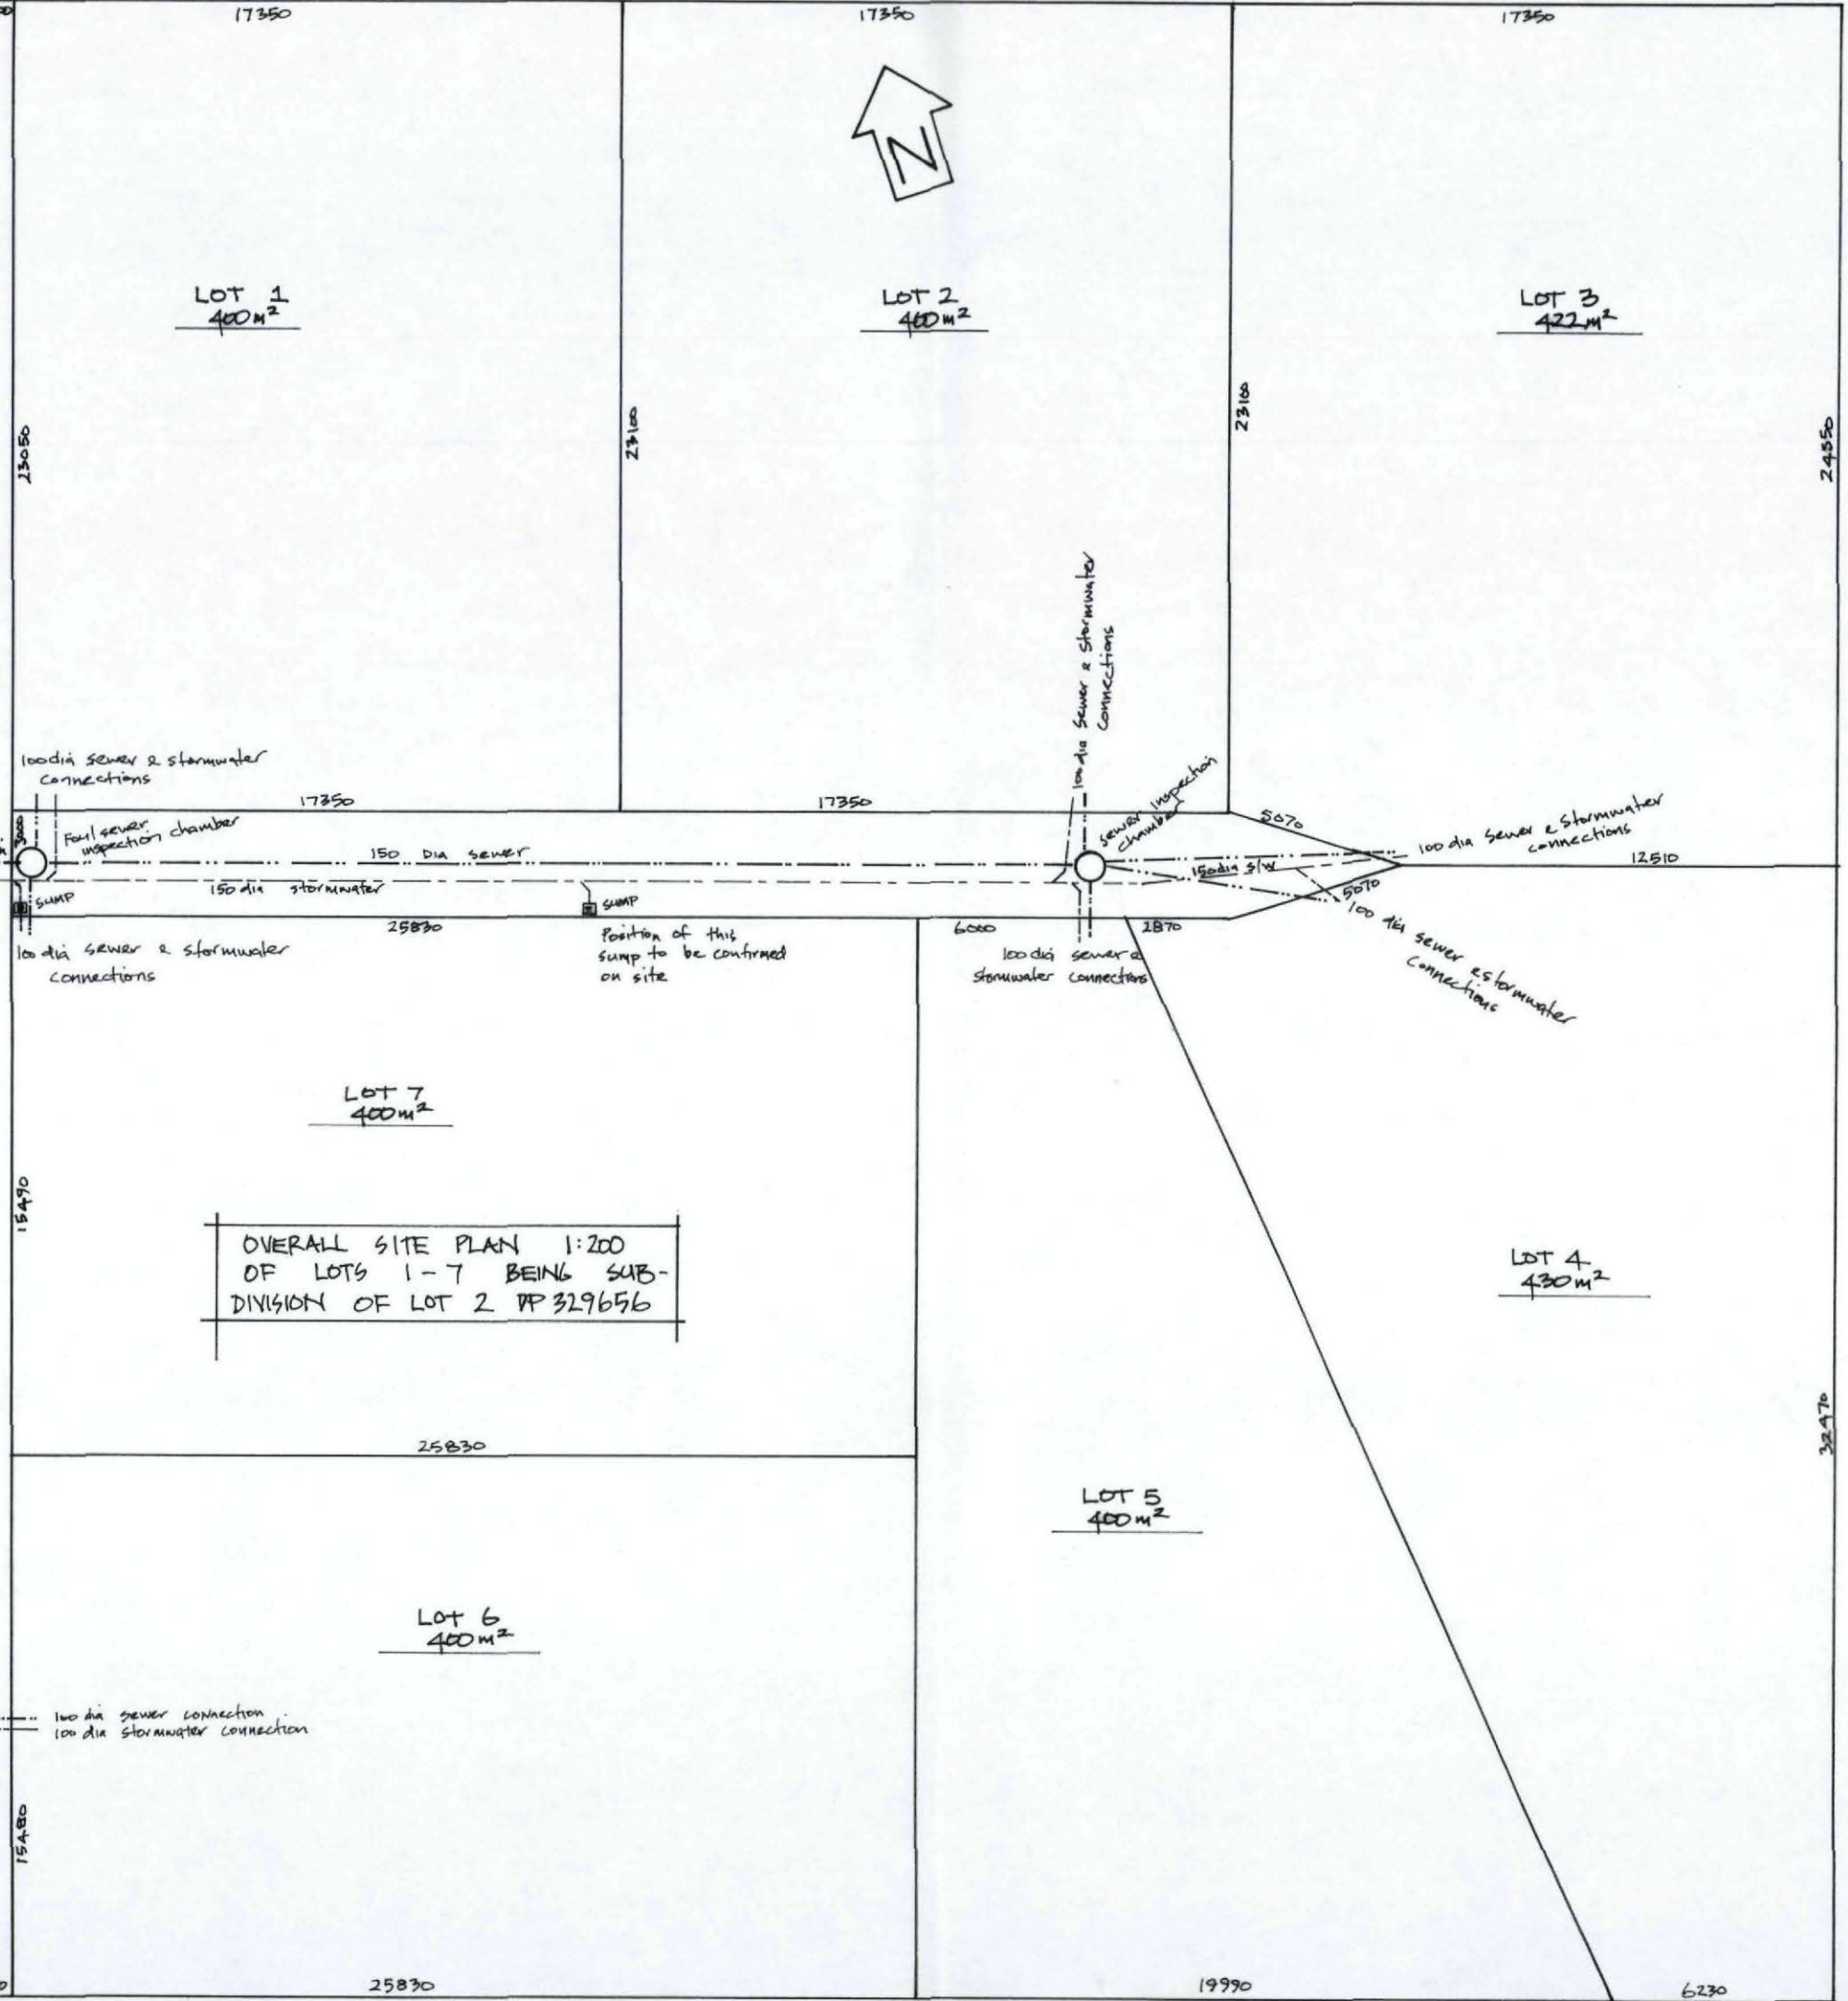 17350
17350
17350
N
LOT 1
400m²
LOT 2
400m²
LOT 3
422m²
23050
23100
23100
24550
100 dia sewer & stormwater
connections
100 dia sewer & stormwater
connections
17350
17350
3000
Foul sewer
inspection chamber
sewer inspection
chamber
5070
100 dia sewer & stormwater
connections
12510
150 DIA sewer
150 dia stormwater
150dia s/w
SUMP
SUMP
5070
100 dia sewer & stormwater
connections
25830
6000
2870
100 dia sewer & stormwater
connections
Position of this
sump to be confirmed
on site
100 dia sewer &
stormwater connections
LOT 7
400m²
15490
OVERALL SITE PLAN 1:200
OF LOTS 1-7 BEING SUB-
DIVISION OF LOT 2 DP 329656
LOT 4
430m²
32470
25830
LOT 5
400m²
LOT 6
400m²
100 dia sewer connection
100 dia stormwater connection
15480
25830
19990
6230